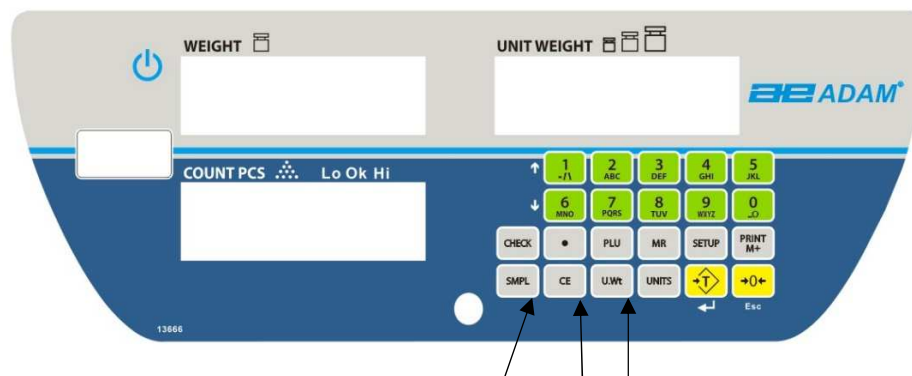 WEIGHT
UNIT WEIGHT
ae ADAM®
COUNT PCS Lo Ok Hi
1 2 3 4 5
-/\ ABC DEF GHI JKL
6 7 8 9 0
MNO PQRS TUV WXYZ _Ω
CHECK • PLU MR SETUP PRINT M+
SMPL CE U.Wt UNITS T →0←
Esc
13666